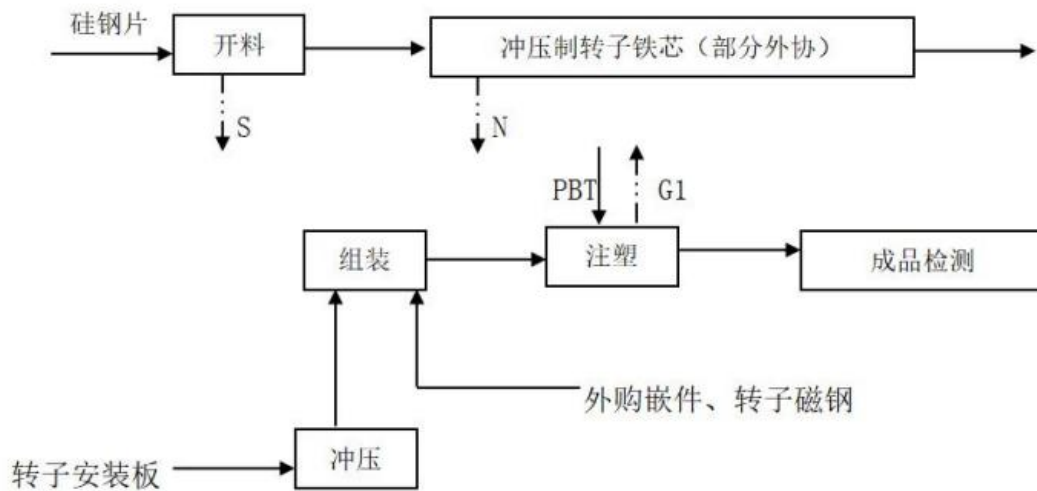 硅钢片
开料
冲压制转子铁芯（部分外协）
S
N
PBT
G1
组装
注塑
成品检测
外购嵌件、转子磁钢
冲压
转子安装板